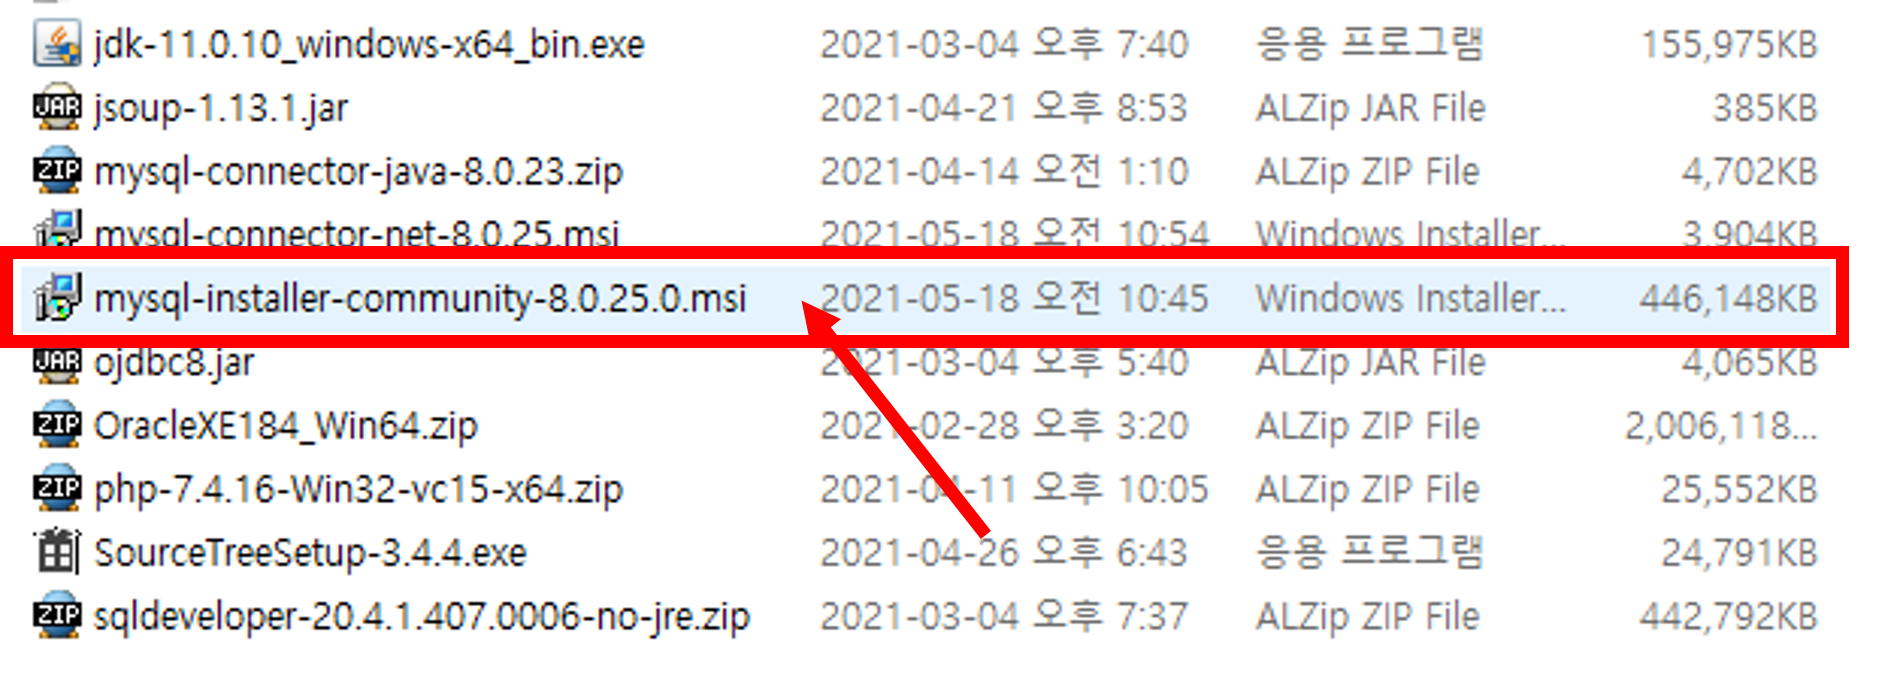 jdk-11.0.10_windows-x64_bin.exe 2021-03-04 오후 7:40 응용 프로그램 155,975KB
JAR jsoup-1.13.1.jar 2021-04-21 오후 8:53 ALZip JAR File 385KB
ZIP mysql-connector-java-8.0.23.zip 2021-04-14 오전 1:10 ALZip ZIP File 4,702KB
mysql-connector-net-8.0.25.msi 2021-05-18 오전 10:54 Windows Installer... 3,904KB
mysql-installer-community-8.0.25.0.msi 2021-05-18 오전 10:45 Windows Installer... 446,148KB
JAR ojdbc8.jar 2021-03-04 오후 5:40 ALZip JAR File 4,065KB
ZIP OracleXE184_Win64.zip 2021-02-28 오후 3:20 ALZip ZIP File 2,006,118...
ZIP php-7.4.16-Win32-vc15-x64.zip 2021-04-11 오후 10:05 ALZip ZIP File 25,552KB
SourceTreeSetup-3.4.4.exe 2021-04-26 오후 6:43 응용 프로그램 24,791KB
ZIP sqldeveloper-20.4.1.407.0006-no-jre.zip 2021-03-04 오후 7:37 ALZip ZIP File 442,792KB